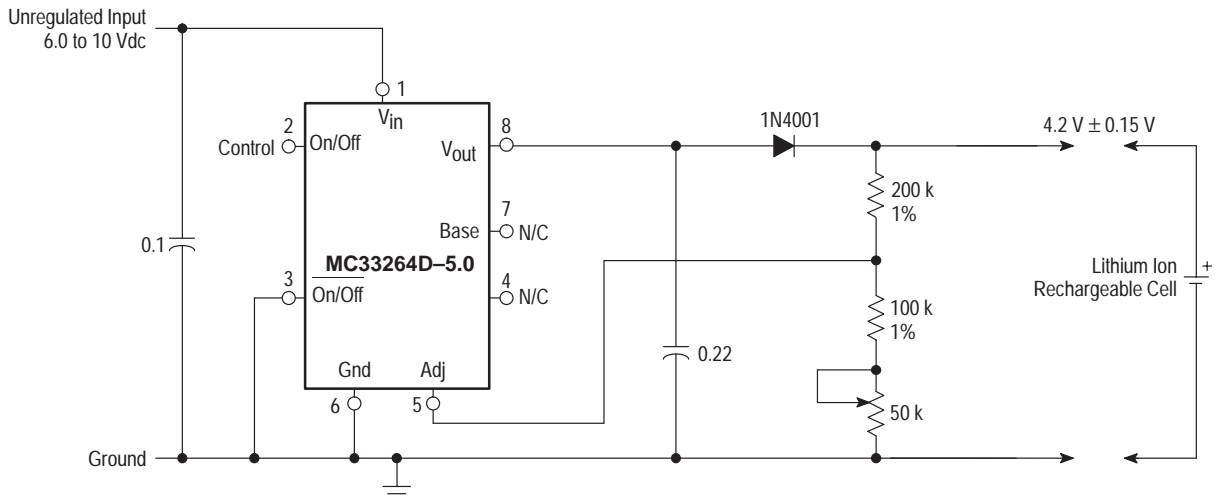 Unregulated Input
6.0 to 10 Vdc
1
Vin
2
Control
On/Off
8
Vout
1N4001
4.2 V ± 0.15 V
200 k
1%
7
Base
N/C
0.1
MC33264D–5.0
3
On/Off
4
N/C
Lithium Ion
Rechargeable Cell
+
100 k
1%
0.22
Gnd
Adj
6
5
50 k
Ground